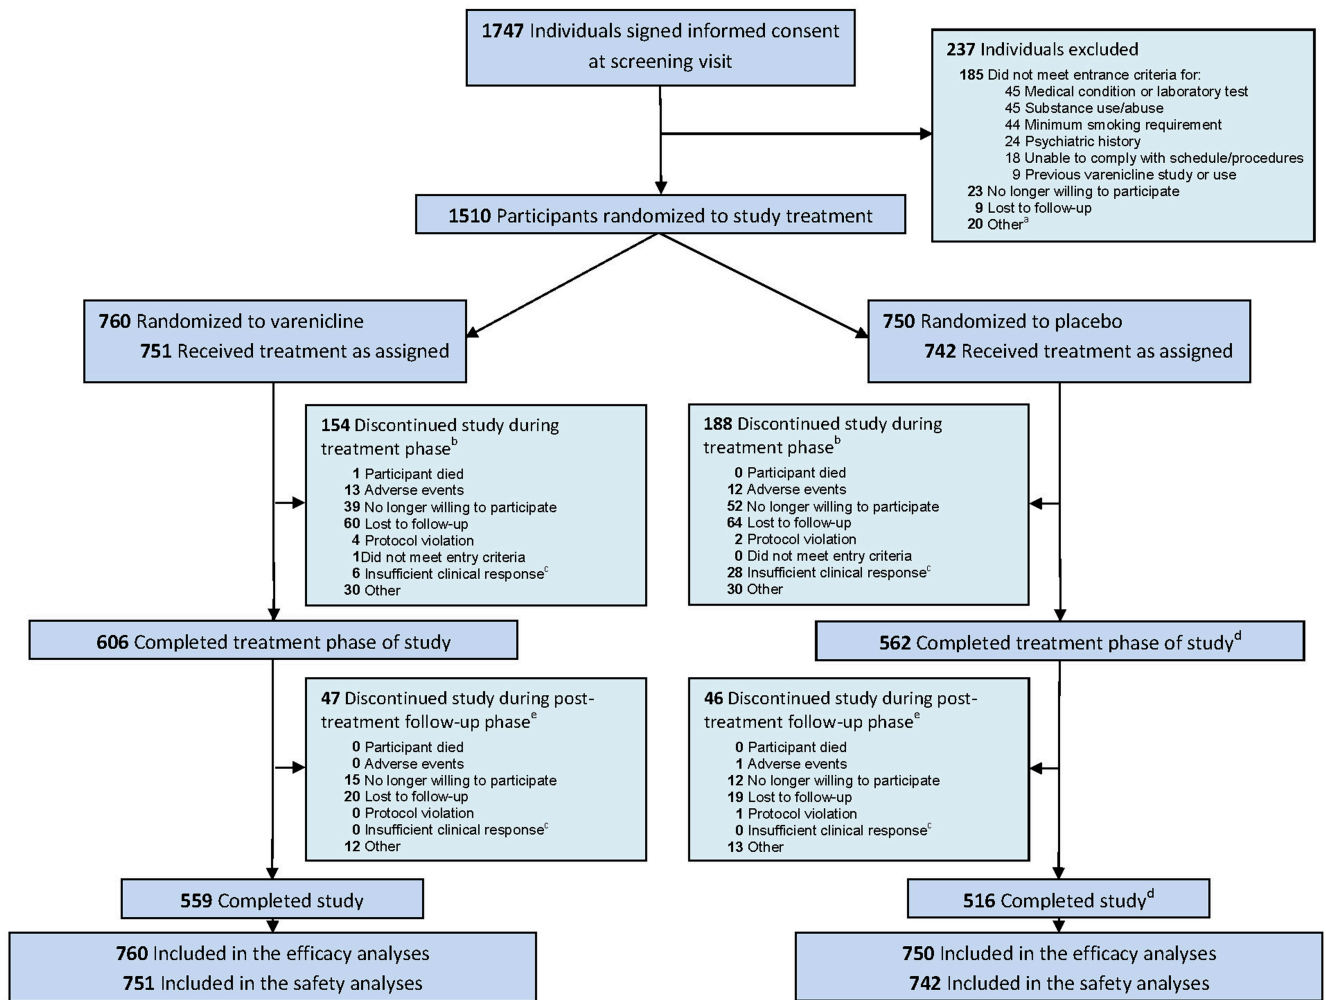 1747 Individuals signed informed consent
at screening visit
237 Individuals excluded
185 Did not meet entrance criteria for:
45 Medical condition or laboratory test
45 Substance use/abuse
44 Minimum smoking requirement
24 Psychiatric history
18 Unable to comply with schedule/procedures
9 Previous varenicline study or use
23 No longer willing to participate
9 Lost to follow-up
20 Otherᵃ
1510 Participants randomized to study treatment
760 Randomized to varenicline
751 Received treatment as assigned
750 Randomized to placebo
742 Received treatment as assigned
154 Discontinued study during
treatment phaseᵇ
1 Participant died
13 Adverse events
39 No longer willing to participate
60 Lost to follow-up
4 Protocol violation
1Did not meet entry criteria
6 Insufficient clinical responseᶜ
30 Other
188 Discontinued study during
treatment phaseᵇ
0 Participant died
12 Adverse events
52 No longer willing to participate
64 Lost to follow-up
2 Protocol violation
0 Did not meet entry criteria
28 Insufficient clinical responseᶜ
30 Other
606 Completed treatment phase of study
562 Completed treatment phase of studyᵈ
47 Discontinued study during post-
treatment follow-up phaseᵉ
0 Participant died
0 Adverse events
15 No longer willing to participate
20 Lost to follow-up
0 Protocol violation
0 Insufficient clinical responseᶜ
12 Other
46 Discontinued study during post-
treatment follow-up phaseᵉ
0 Participant died
1 Adverse events
12 No longer willing to participate
19 Lost to follow-up
1 Protocol violation
0 Insufficient clinical responseᶜ
13 Other
559 Completed study
516 Completed studyᵈ
760 Included in the efficacy analyses
751 Included in the safety analyses
750 Included in the efficacy analyses
742 Included in the safety analyses